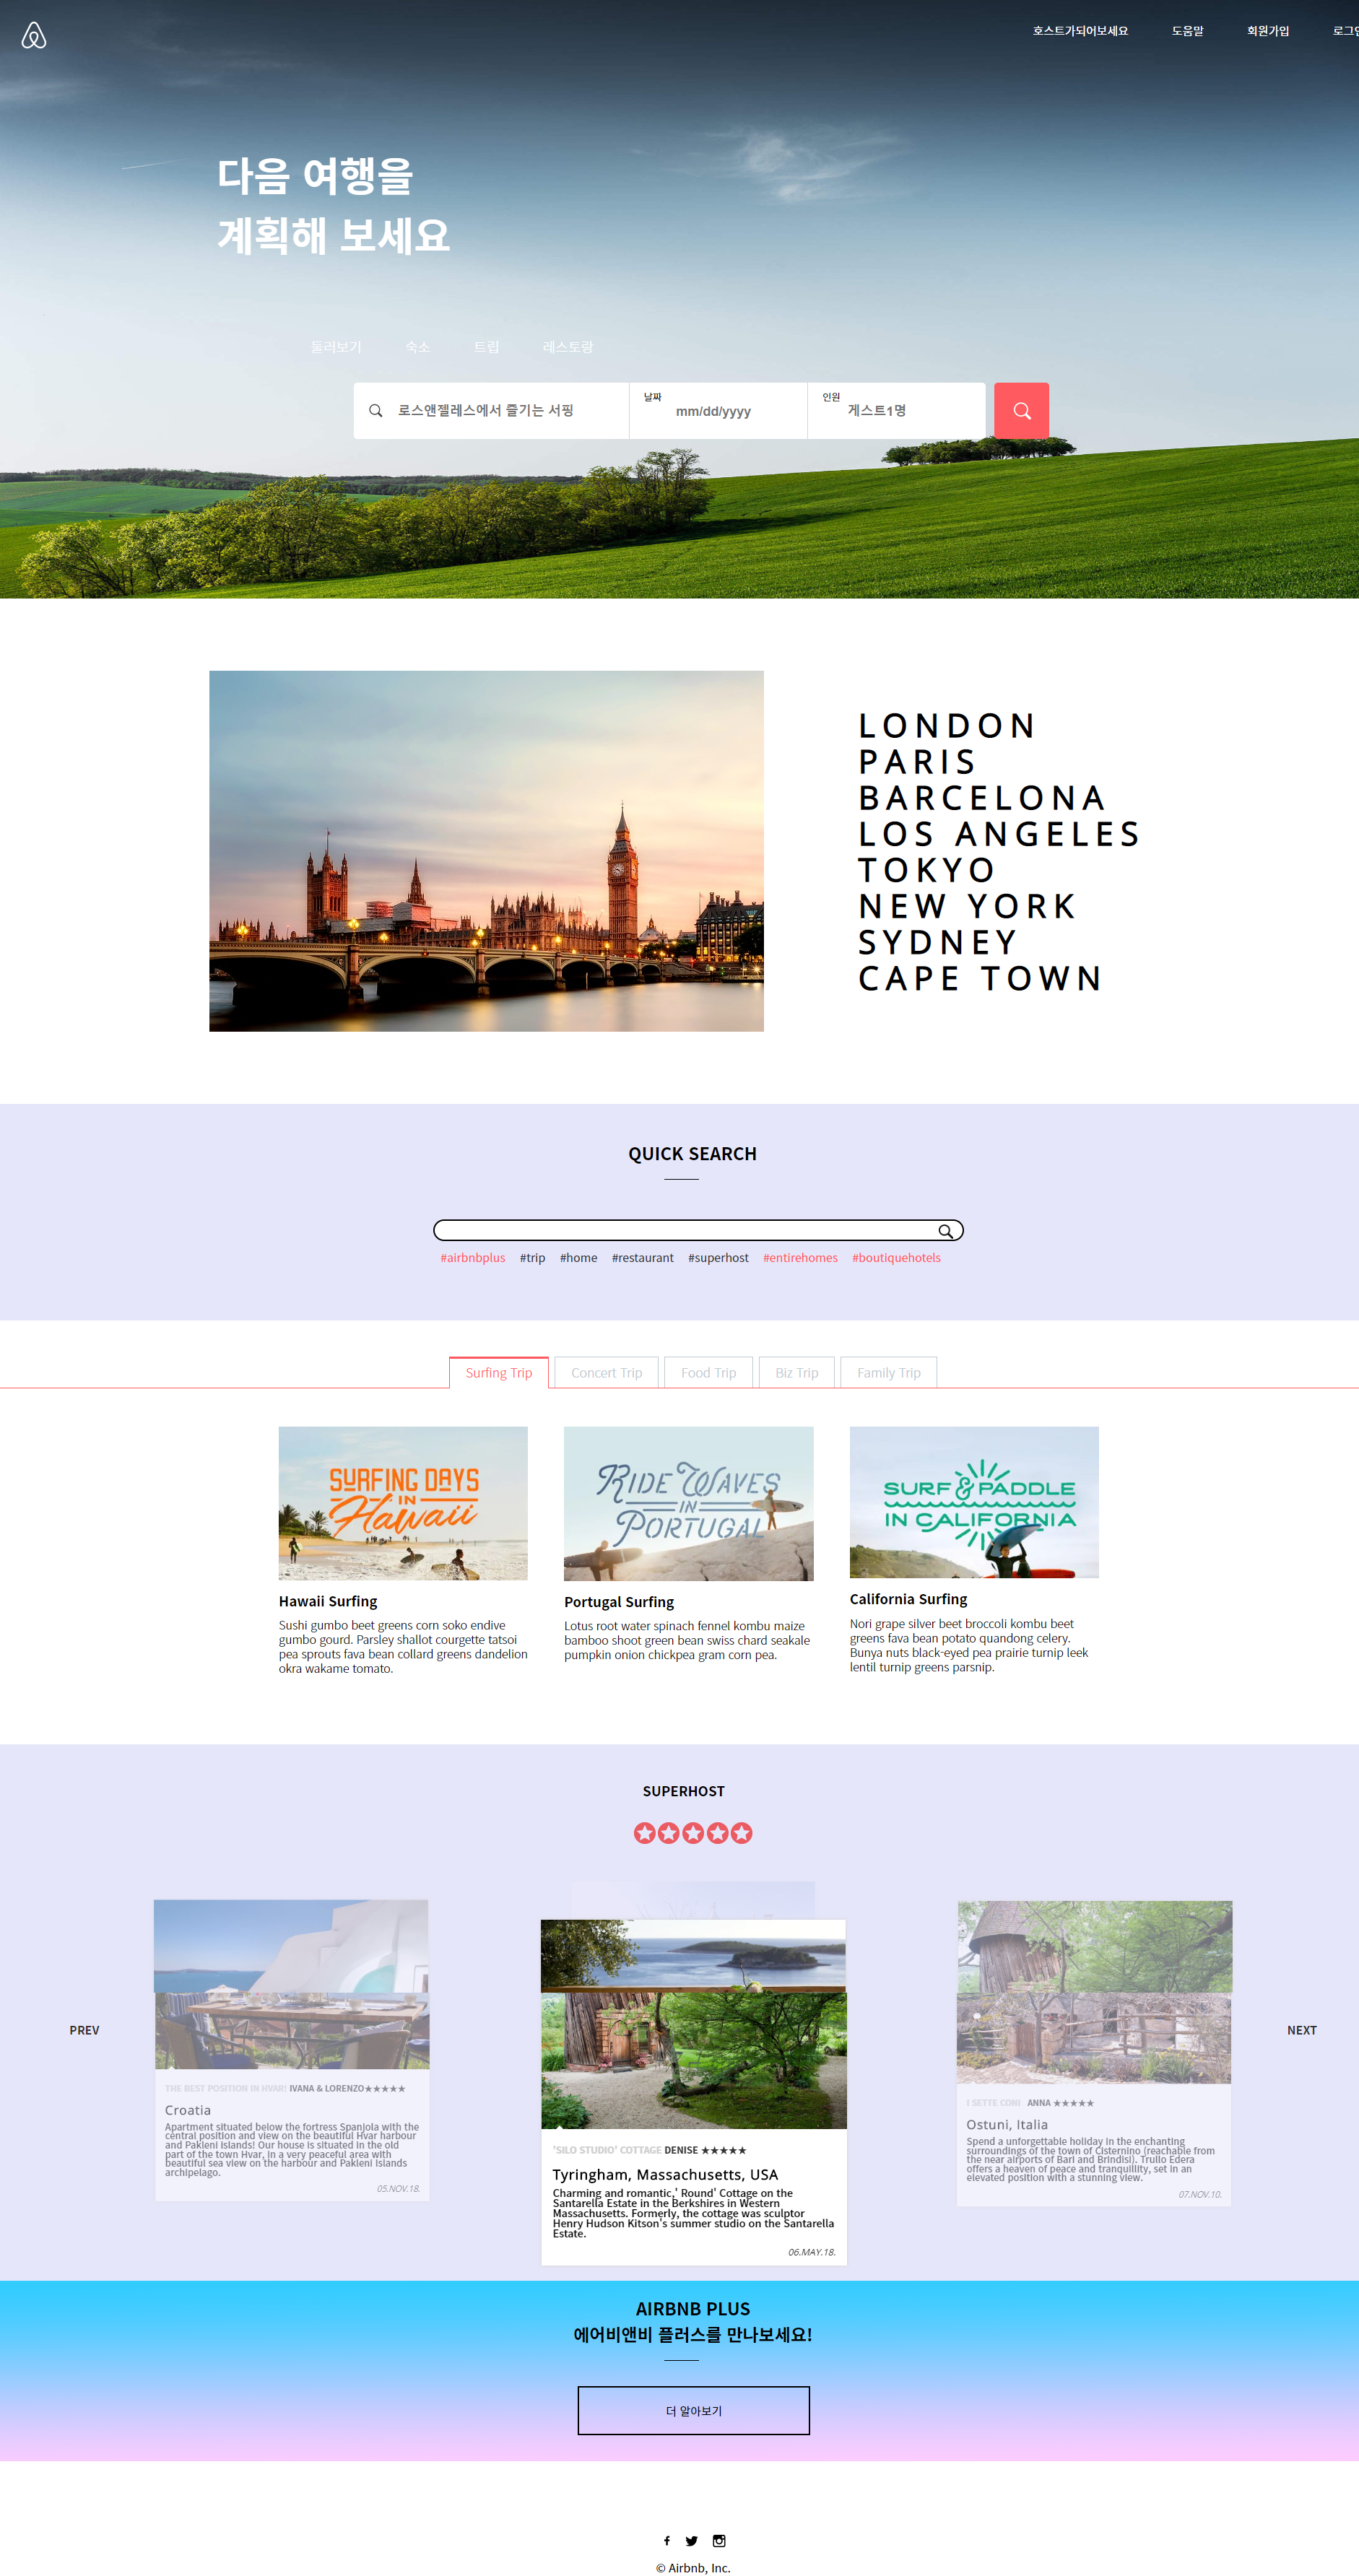 호스트가되어보세요 도움말 회원가입
다음 여행을
계획해 보세요
둘러보기 숙소 트립 레스토랑
로스앤젤레스에서 즐기는 서핑 날짜 mm/dd/yyyy 인원 게스트1명
LONDON
PARIS
BARCELONA
LOS ANGELES
TOKYO
NEW YORK
SYDNEY
CAPE TOWN
QUICK SEARCH
#airbnbplus #trip #home #restaurant #superhost #entirehomes #boutiquehotels
Surfing Trip Concert Trip Food Trip Biz Trip Family Trip
SURFING DAYS
IN
Hawaii
Hawaii Surfing
Sushi gumbo beet greens corn soko endive
gumbo gourd. Parsley shallot courgette tatsoi
pea sprouts fava bean collard greens dandelion
okra wakame tomato.
RIDE WAVES
IN
PORTUGAL
Portugal Surfing
Lotus root water spinach fennel kombu maize
bamboo shoot green bean swiss chard seakale
pumpkin onion chickpea gram corn pea.
SURF & PADDLE
IN CALIFORNIA
California Surfing
Nori grape silver beet broccoli kombu beet
greens fava bean potato quandong celery.
Bunya nuts black-eyed pea prairie turnip leek
lentil turnip greens parsnip.
SUPERHOST
PREV
THE BEST POSITION IN HVAR! IVANA & LORENZO★★★★★
Croatia
Apartment situated below the fortress Spanjola with the
central position and view on the beautiful Hvar harbour
and Pakleni islands! Our house is situated in the old
part of the town Hvar, in a very peaceful area with
beautiful sea view on the harbour and Pakleni islands
archipelago.
05.NOV.18.
'SILO STUDIO' COTTAGE DENISE ★★★★★
Tyringham, Massachusetts, USA
Charming and romantic,' Round' Cottage on the
Santarella Estate in the Berkshires in Western
Massachusetts. Formerly, the cottage was sculptor
Henry Hudson Kitson's summer studio on the Santarella
Estate.
06.MAY.18.
I SETTE CONI ANNA ★★★★★
Ostuni, Italia
Spend a unforgettable holiday in the enchanting
surroundings of the town of Cisternino (reachable from
the near airports of Bari and Brindisi). Trullo Edera
offers a heaven of peace and tranquillity, set in an
elevated position with a stunning view.
07.NOV.10.
NEXT
AIRBNB PLUS
에어비앤비 플러스를 만나보세요!
더 알아보기
© Airbnb, Inc.